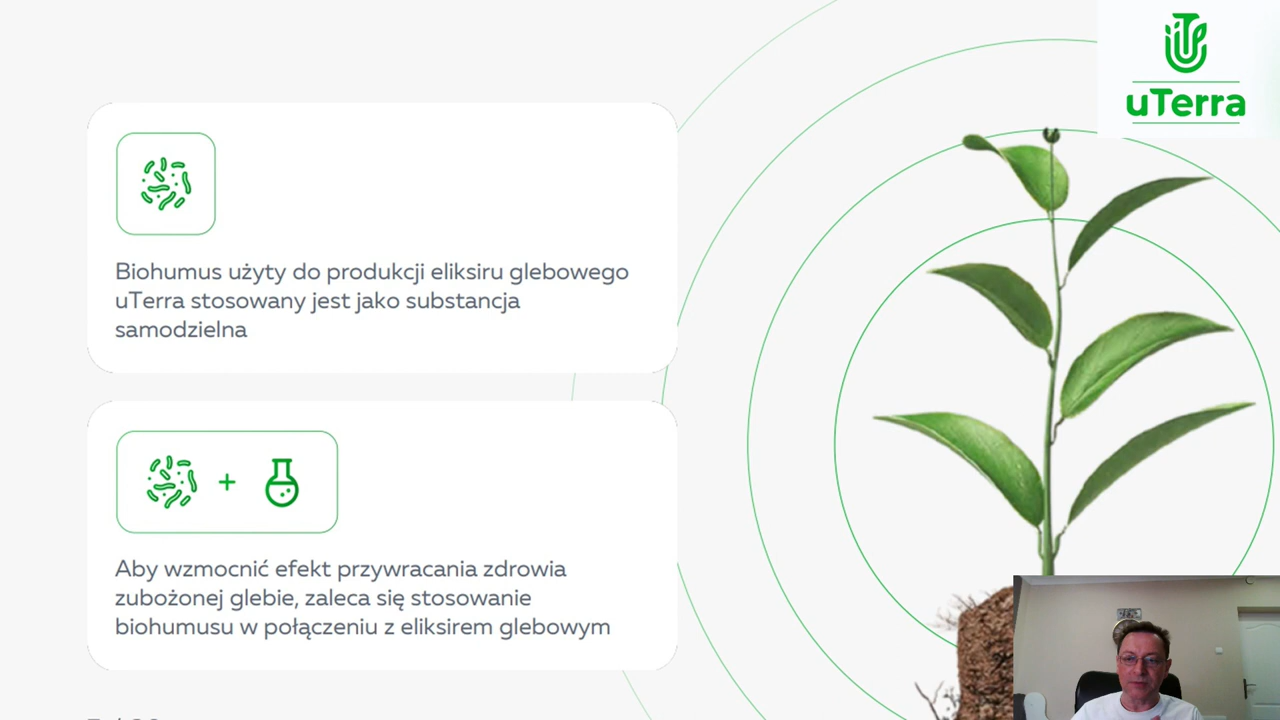 uTerra
Biohumus użyty do produkcji eliksiru glebowego
uTerra stosowany jest jako substancja
samodzielna
+
Aby wzmocnić efekt przywracania zdrowia
zubożonej glebie, zaleca się stosowanie
biohumusu w połączeniu z eliksirem glebowym